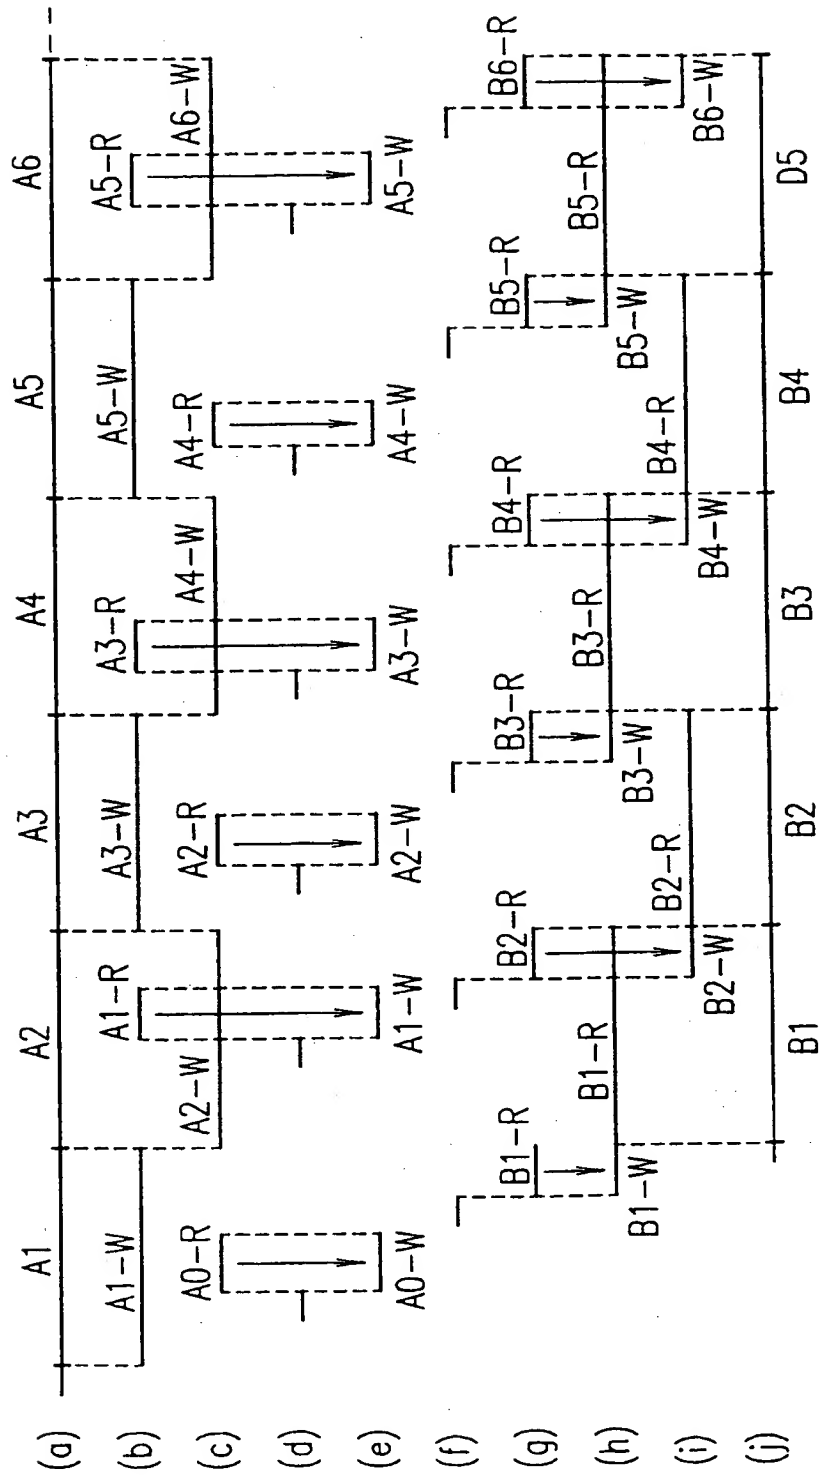 (a) A1 A2 A3 A4 A5 A6
(b) A1-W A1-R A3-W A3-R A5-W A5-R
(c) A0-R A2-W A2-R A4-W A4-R A6-W
(d)
(e) A0-W A1-W A2-W A3-W A4-W A5-W
(f)
(g) B1-R B2-R B3-R B4-R B5-R B6-R
(h) B1-W B1-R B3-W B3-R B5-W B5-R
(i) B2-W B2-R B4-W B4-R B6-W
(j) B1 B2 B3 B4 D5